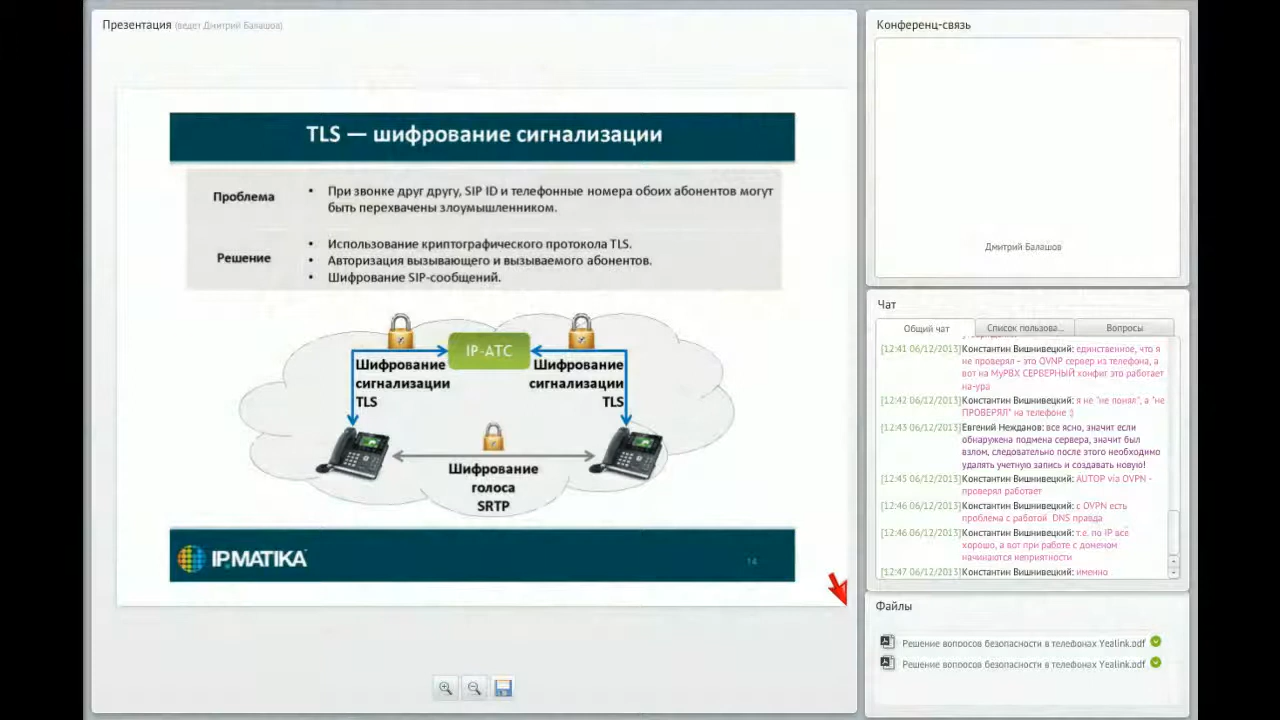 Презентация (ведет Дмитрий Балашов)
TLS — шифрование сигнализации
Проблема
• При звонке друг другу, SIP ID и телефонные номера обоих абонентов могут
быть перехвачены злоумышленником.
Решение
• Использование криптографического протокола TLS.
• Авторизация вызывающего и вызываемого абонентов.
• Шифрование SIP-сообщений.
IP-АТС
Шифрование
сигнализации
TLS
Шифрование
сигнализации
TLS
Шифрование
голоса
SRTP
IPMATIKA
14
Конференц-связь
Дмитрий Балашов
Чат
Общий чат
Список пользова...
Вопросы
[12:41 06/12/2013] Константин Вишнивецкий: единственное, что я
не проверял - это OVNP сервер из телефона, а
вот на MyPBX СЕРВЕРНЫЙ конфиг это работает
на-ура
[12:42 06/12/2013] Константин Вишнивецкий: я не "не понял", а "не
ПРОВЕРЯЛ" на телефоне ;)
[12:43 06/12/2013] Евгений Нежданов: все ясно, значит если
обнаружена подмена сервера, значит был
взлом, следовательно после этого необходимо
удалять учетную запись и создавать новую!
[12:45 06/12/2013] Константин Вишнивецкий: AUTOP via OVPN -
проверял работает
[12:46 06/12/2013] Константин Вишнивецкий: с OVPN есть
проблема с работой DNS правда
[12:46 06/12/2013] Константин Вишнивецкий: т.е. по IP все
хорошо, а вот при работе с доменом
начинаются неприятности
[12:47 06/12/2013] Константин Вишнивецкий: именно
Файлы
Решение вопросов безопасности в телефонах Yealink.pdf
Решение вопросов безопасности в телефонах Yealink.pdf